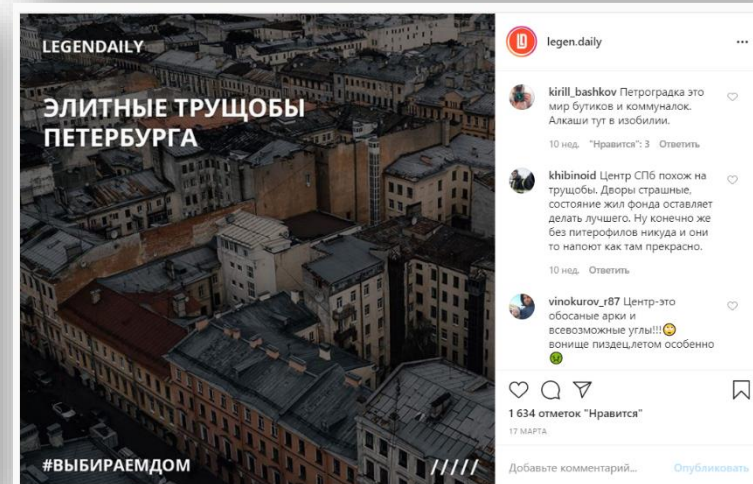 LEGENDAILY
ЭЛИТНЫЕ ТРУЩОБЫ
ПЕТЕРБУРГА
#ВЫБИРАЕМДОМ
/////
legen.daily
kirill_bashkov Петроградка это
мир бутиков и коммуналок.
Алкаши тут в изобилии.
10 нед. "Нравится": 3 Ответить
khibinoid Центр СПб похож на
трущобы. Дворы страшные,
состояние жил фонда оставляет
делать лучшего. Ну конечно же
без питерофилов никуда и они
то напоют как там прекрасно.
10 нед. Ответить
vinokurov_r87 Центр-это
обосаные арки и
всевозможные углы!!!🙄
вонище пиздец,летом особенно
🤢
1 634 отметок "Нравится"
17 МАРТА
Добавьте комментарий... Опубликовать